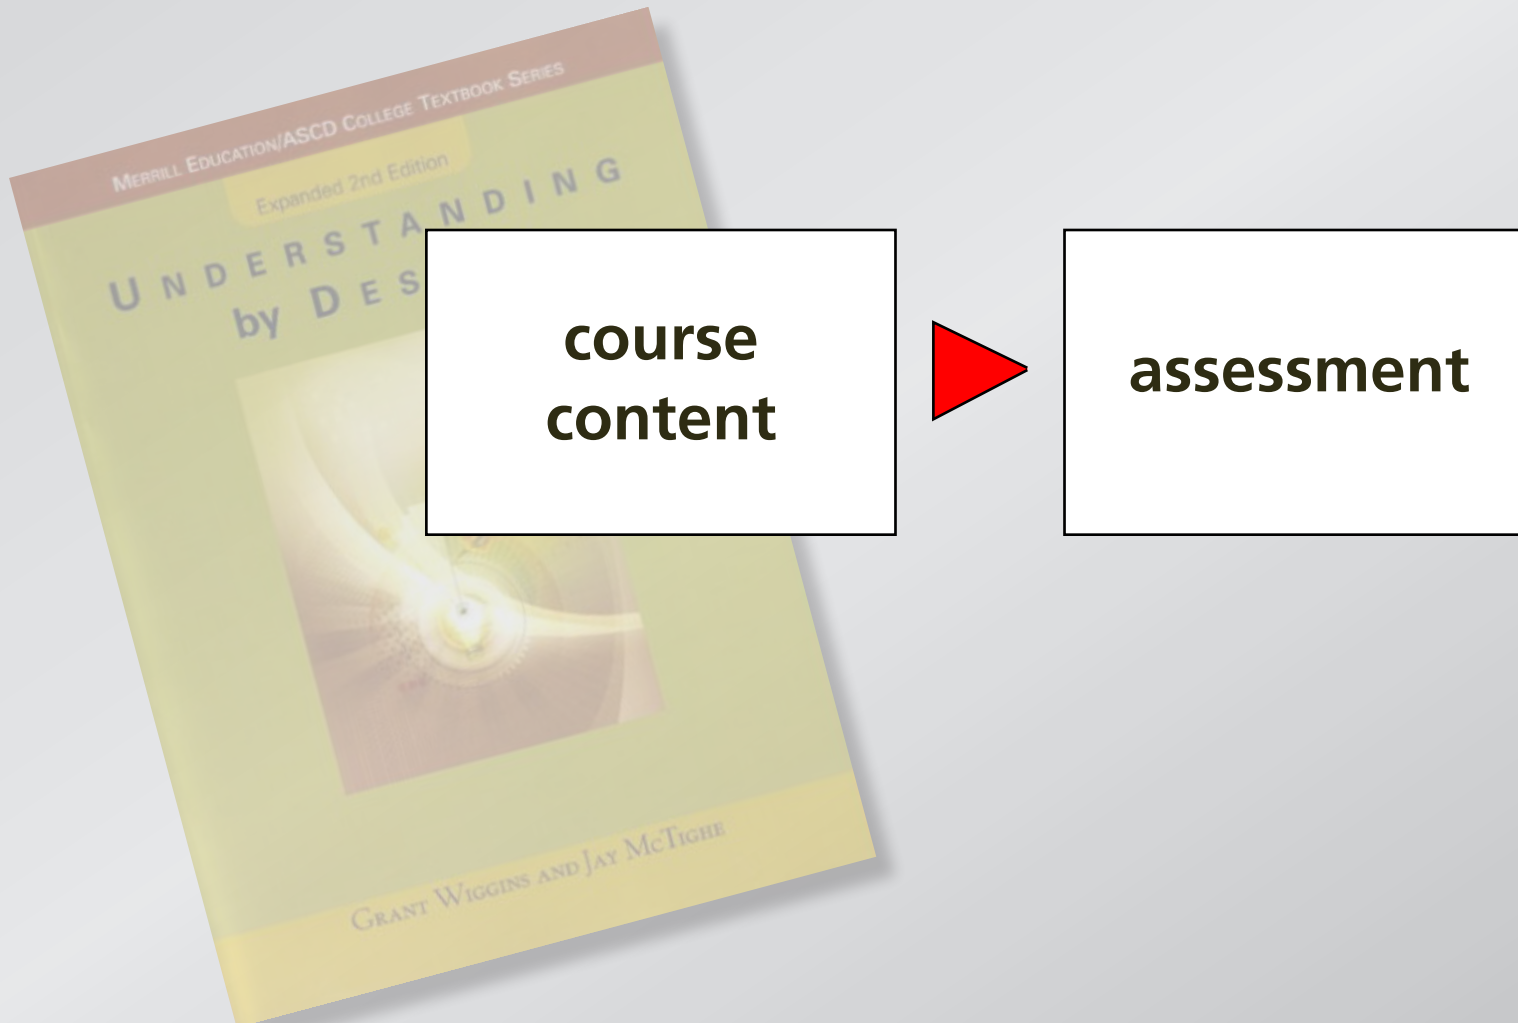 MERRILL EDUCATION/ASCD COLLEGE TEXTBOOK SERIES
Expanded 2nd Edition
UNDERSTANDING
by DES
course
content
assessment
GRANT WIGGINS AND JAY MCTIGHE